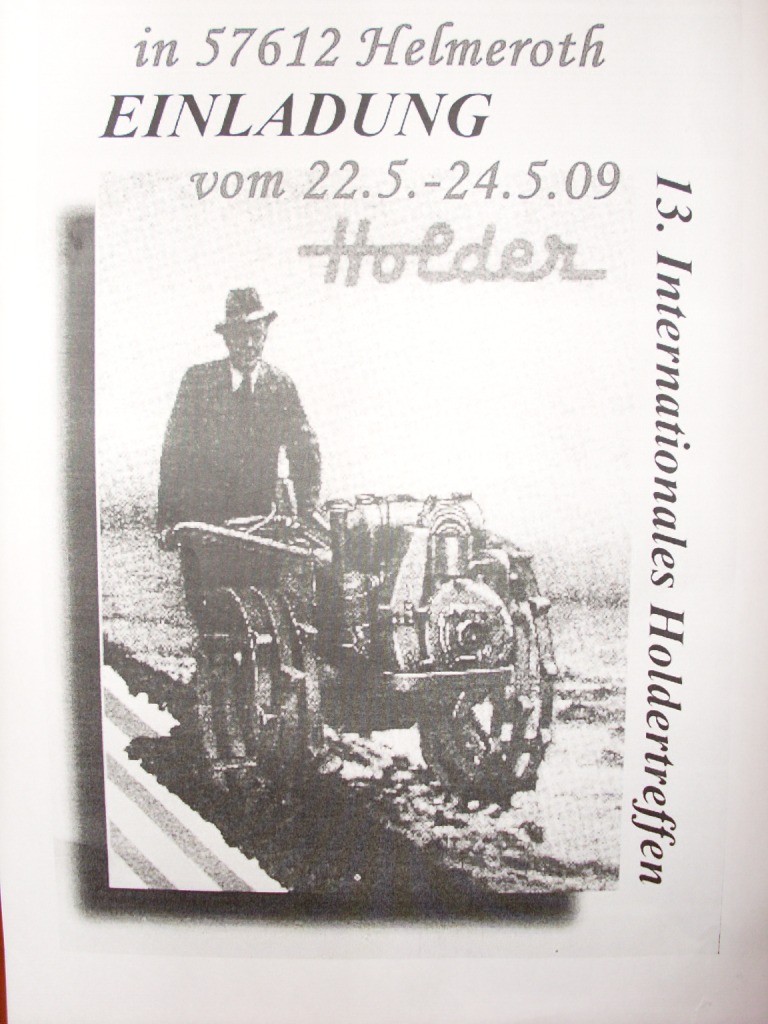 in 57612 Helmeroth
EINLADUNG
vom 22.5.-24.5.09
Holder
13. Internationales Holdertreffen